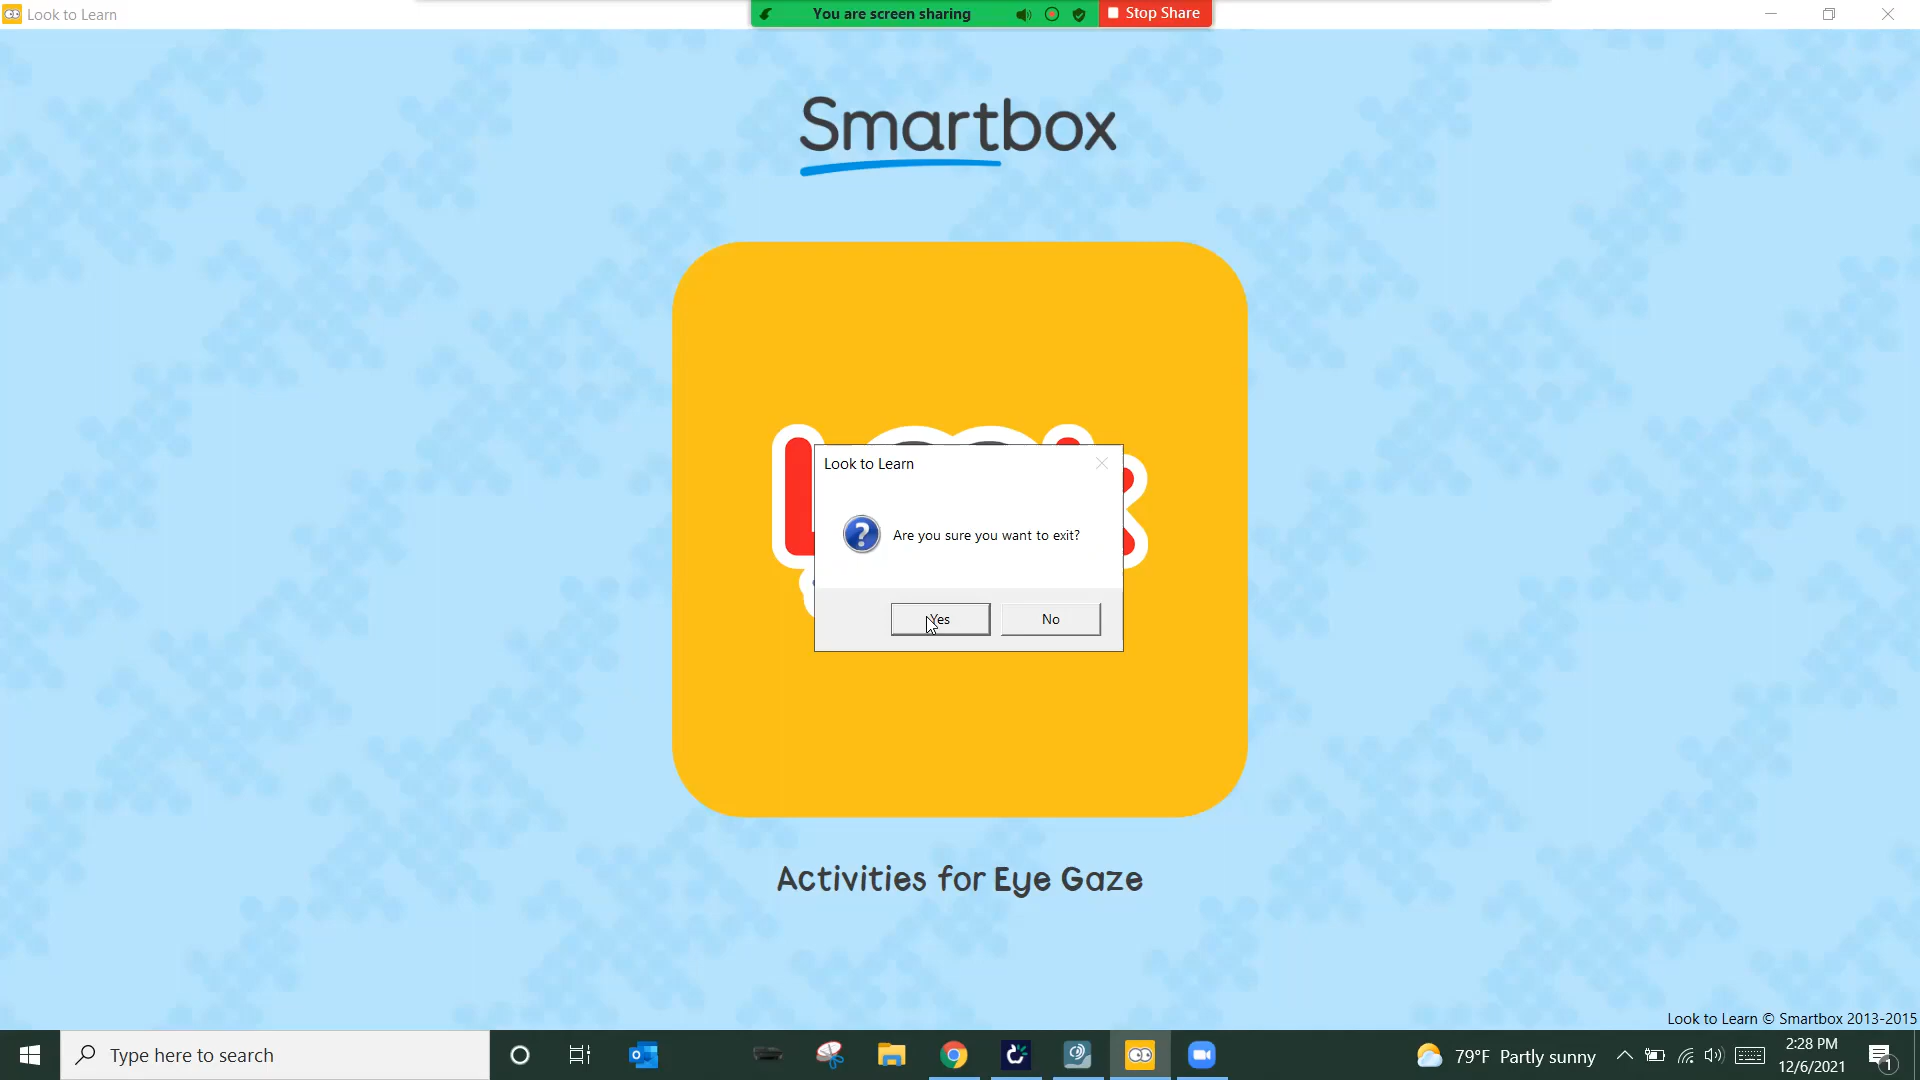 Look to Learn
You are screen sharing
Stop Share
Smartbox
Look to Learn
Are you sure you want to exit?
Yes
No
Activities for Eye Gaze
Look to Learn © Smartbox 2013-2015
Type here to search
79°F Partly sunny
2:28 PM
12/6/2021
1